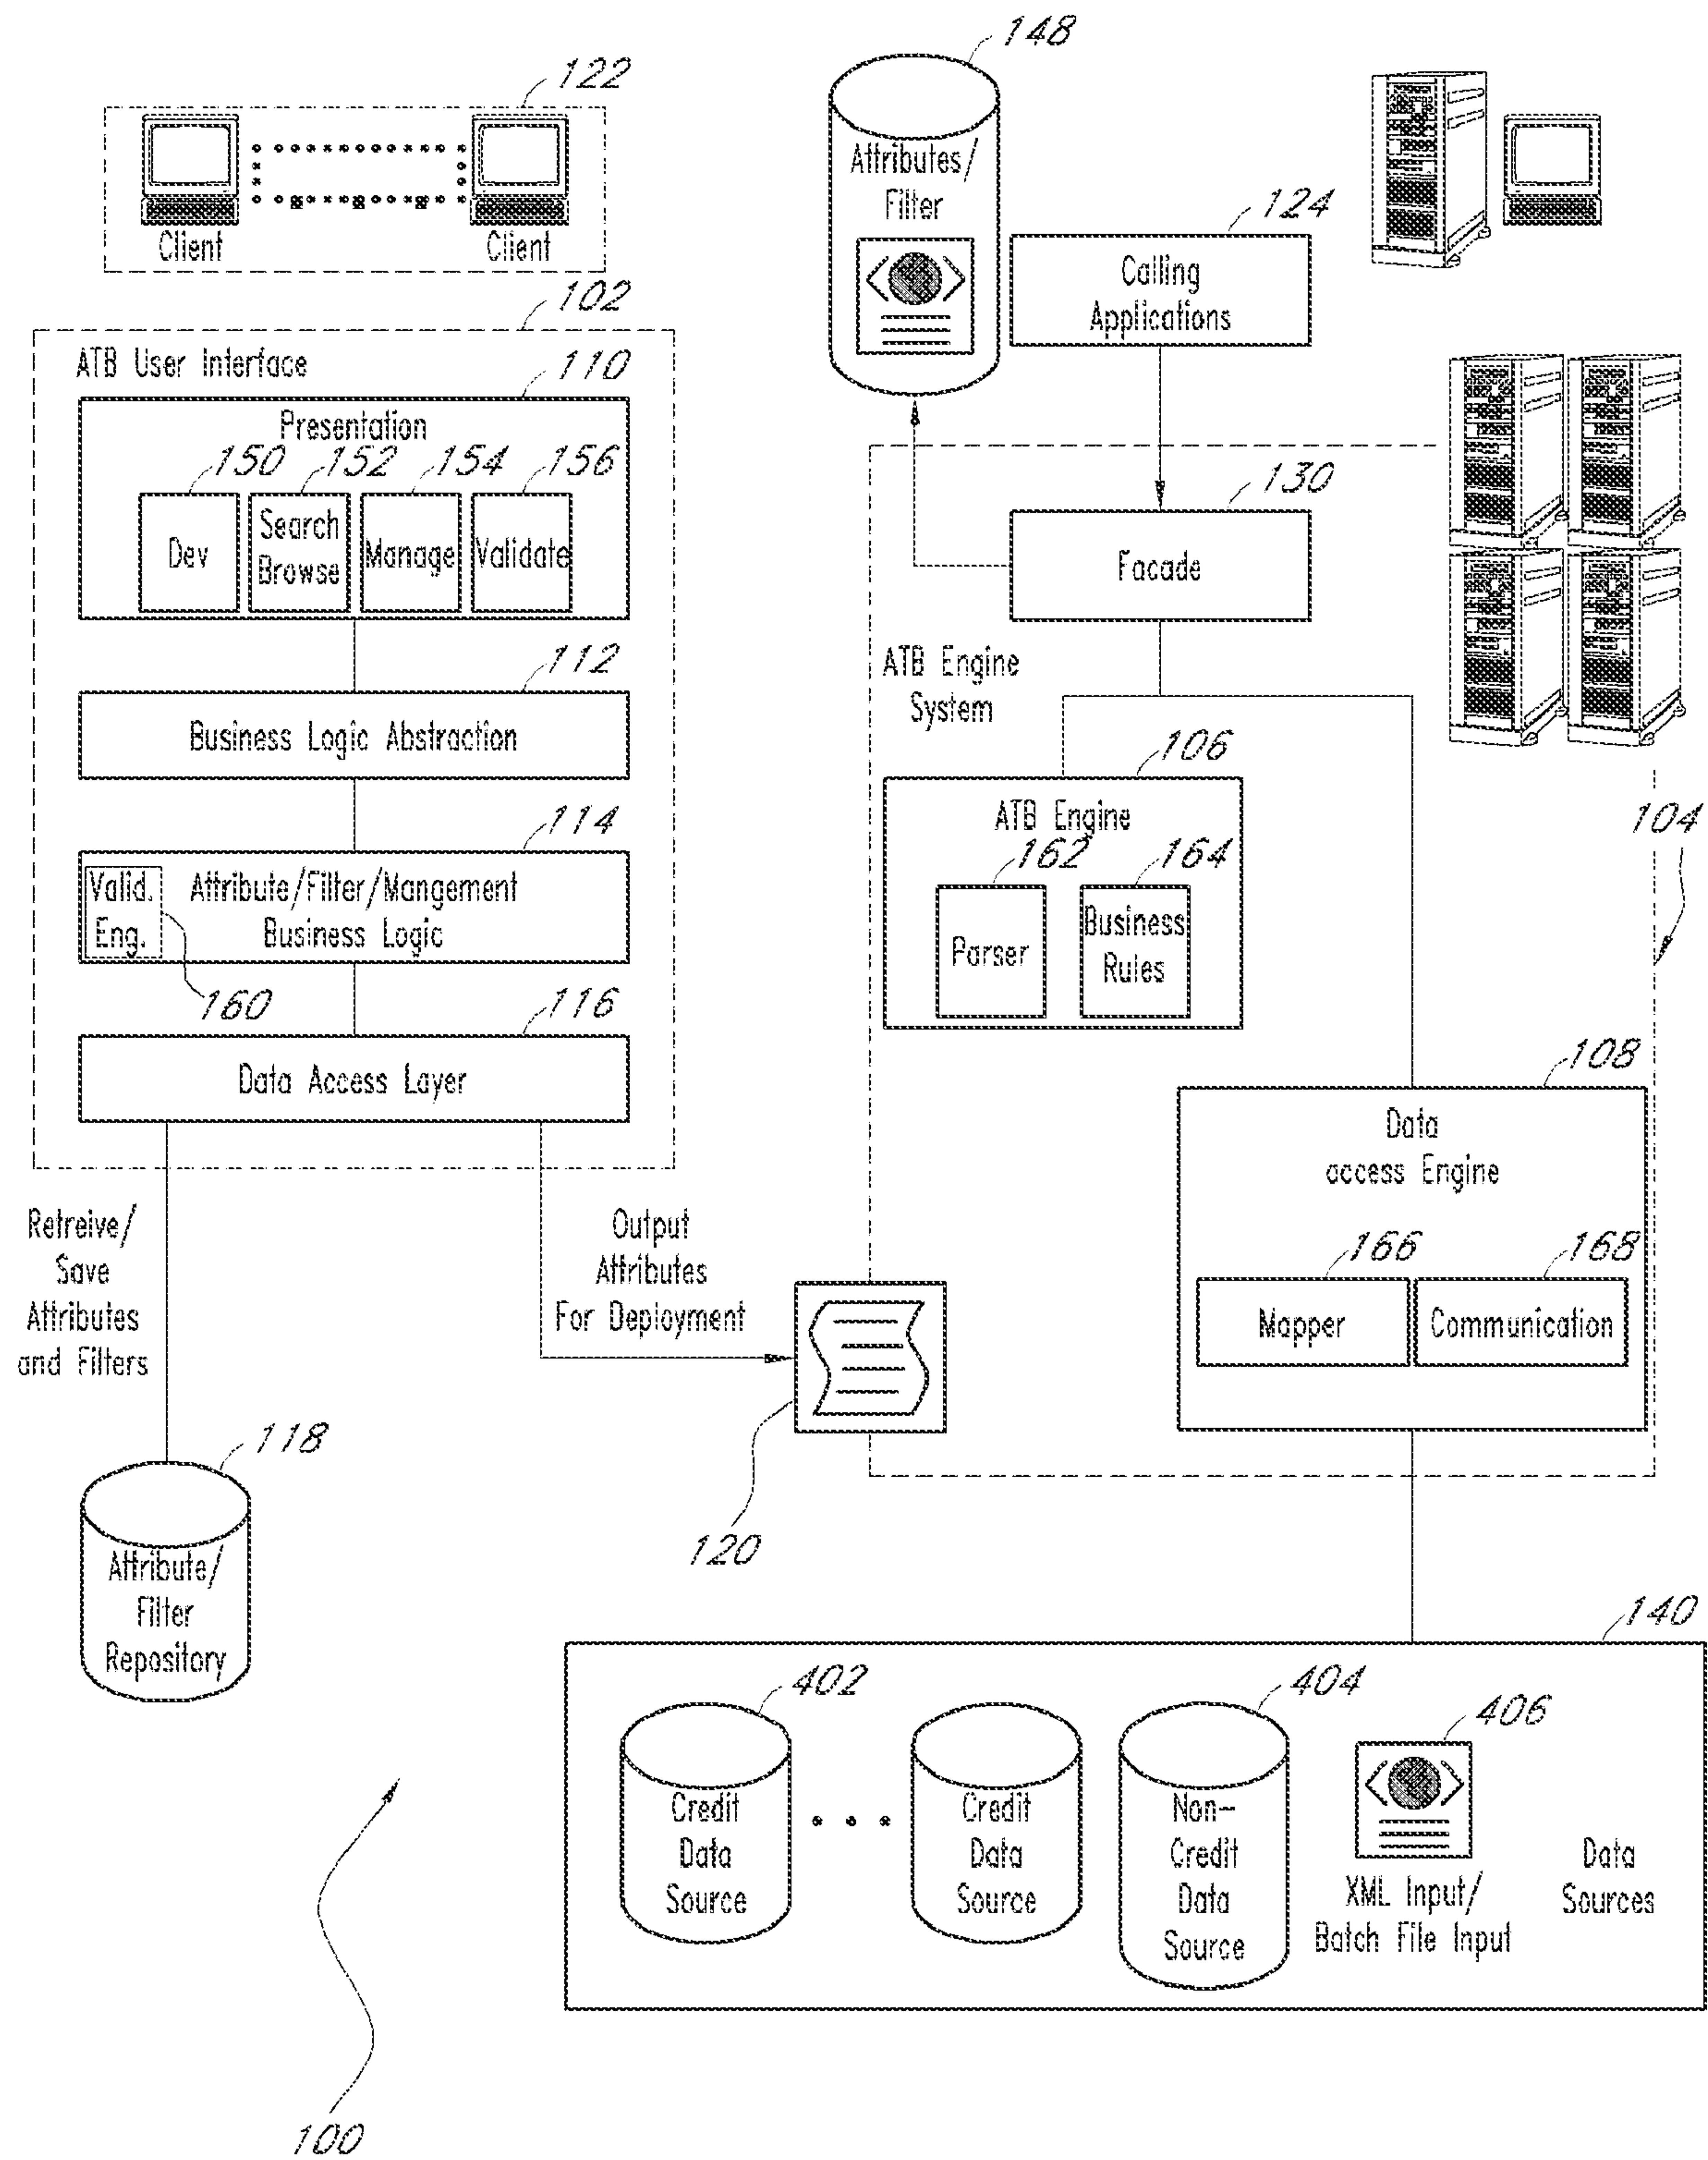 122
Client
Client
102
ATB User Interface
110
Presentation
150
152
154
156
Dev
Search
Browse
Manage
Validate
112
Business Logic Abstraction
114
Valid.
Eng.
Attribute/Filter/Mangement
Business Logic
160
116
Data Access Layer
Retreive/
Save
Attributes
and Filters
Output
Attributes
For Deployment
118
Attribute/
Filter
Repository
120
100
148
Attributes/
Filter
124
Calling
Applications
130
Facade
ATB Engine
System
106
ATB Engine
162
164
Parser
Business
Rules
104
108
Data
access Engine
166
168
Mapper
Communication
140
402
Credit
Data
Source
Credit
Data
Source
404
Non-
Credit
Data
Source
406
XML Input/
Batch File Input
Data
Sources